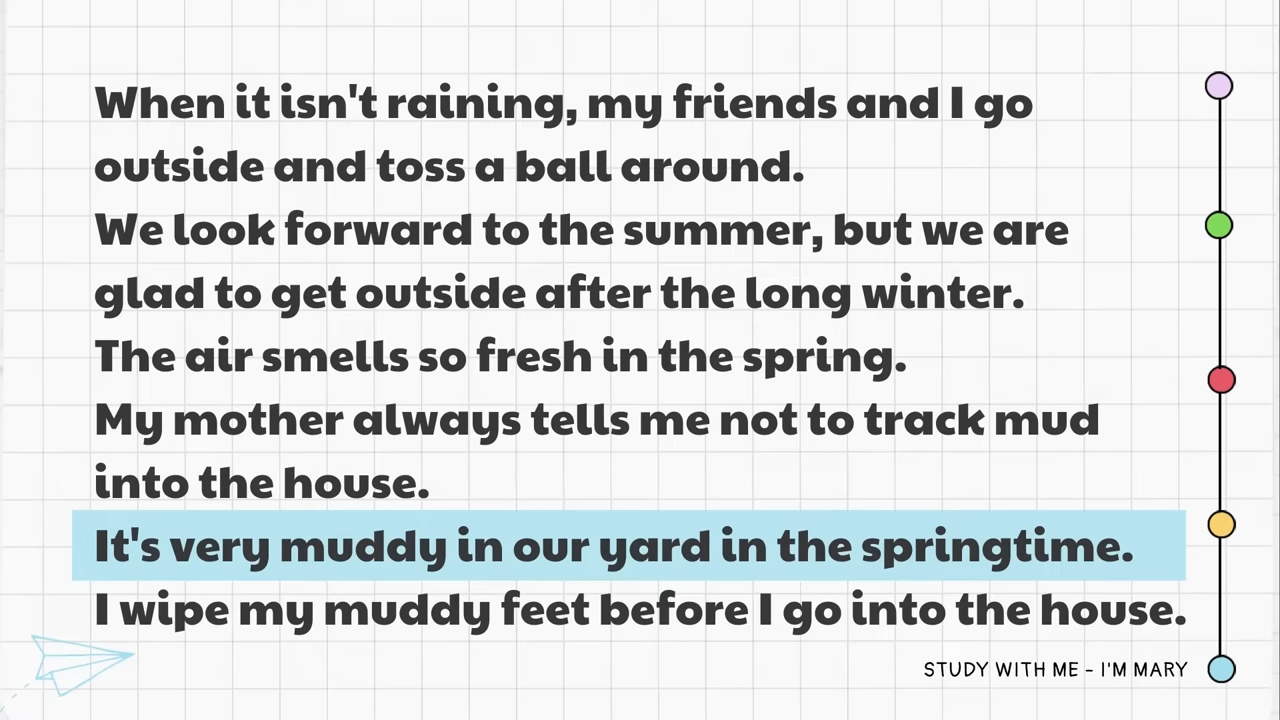 When it isn't raining, my friends and I go
outside and toss a ball around.
We look forward to the summer, but we are
glad to get outside after the long winter.
The air smells so fresh in the spring.
My mother always tells me not to track mud
into the house.
It's very muddy in our yard in the springtime.
I wipe my muddy feet before I go into the house.
STUDY WITH ME - I'M MARY